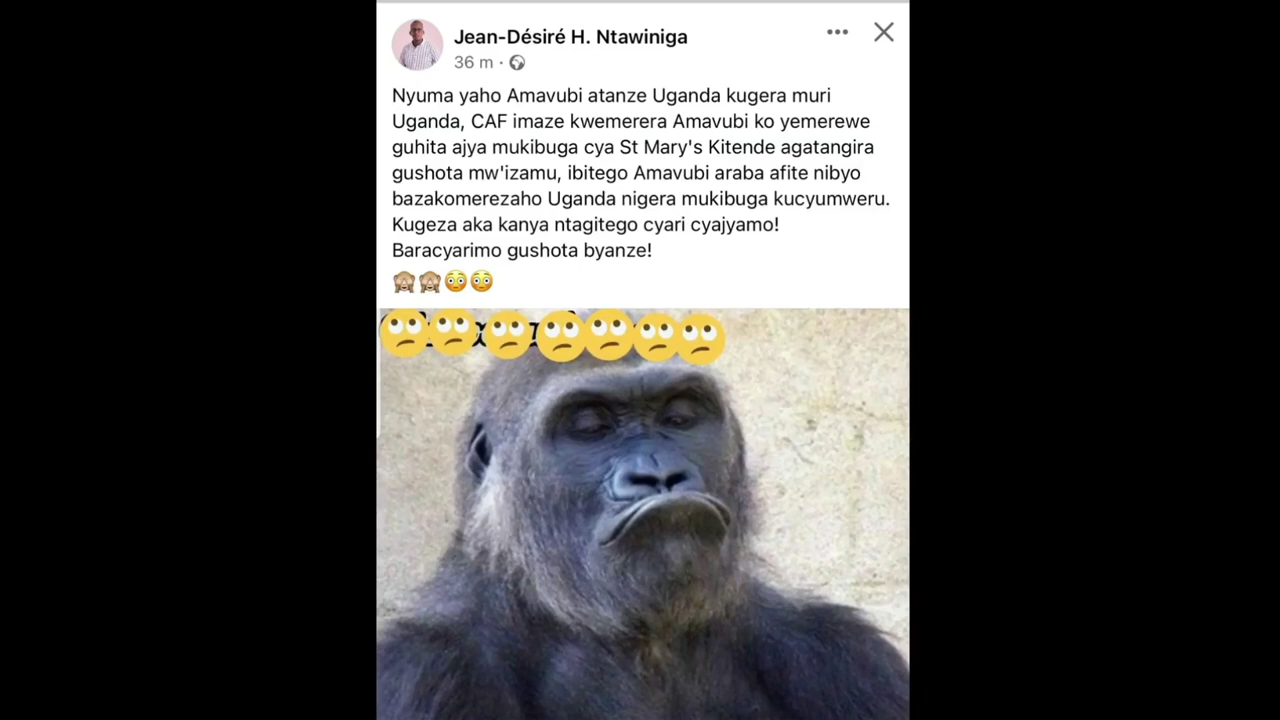 Jean-Désiré H. Ntawiniga
36 m ·
Nyuma yaho Amavubi atanze Uganda kugera muri
Uganda, CAF imaze kwemerera Amavubi ko yemerewe
guhita ajya mukibuga cya St Mary's Kitende agatangira
gushota mw'izamu, ibitego Amavubi araba afite nibyo
bazakomerezaho Uganda nigera mukibuga kucyumweru.
Kugeza aka kanya ntagitego cyari cyajyamo!
Baracyarimo gushota byanze!
🙈🙈😳😳